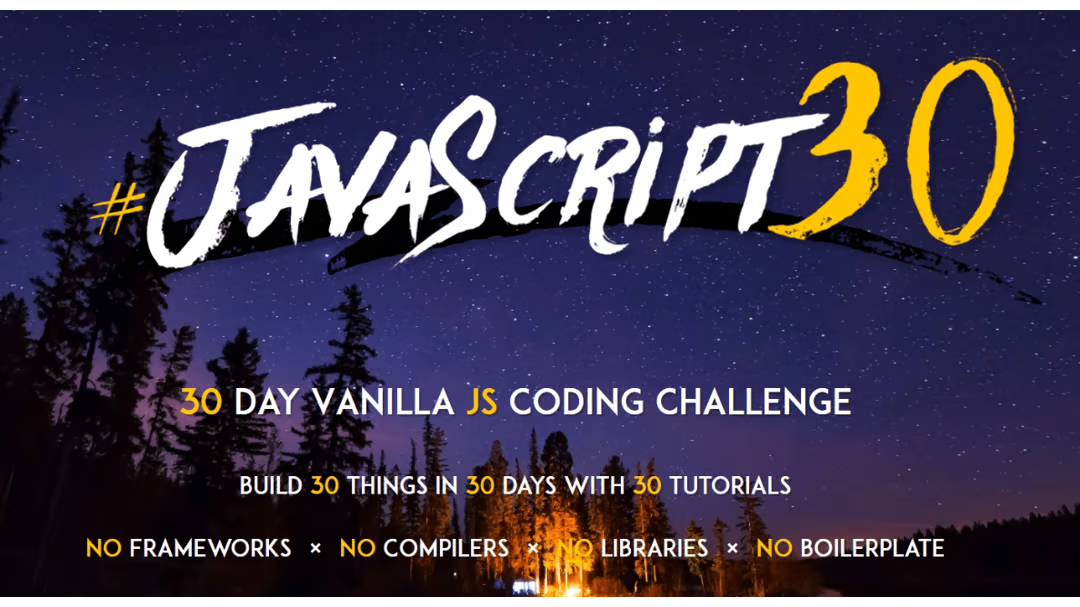 #JAVASCRIPT30
30 DAY VANILLA JS CODING CHALLENGE
BUILD 30 THINGS IN 30 DAYS WITH 30 TUTORIALS
NO FRAMEWORKS × NO COMPILERS × NO LIBRARIES × NO BOILERPLATE